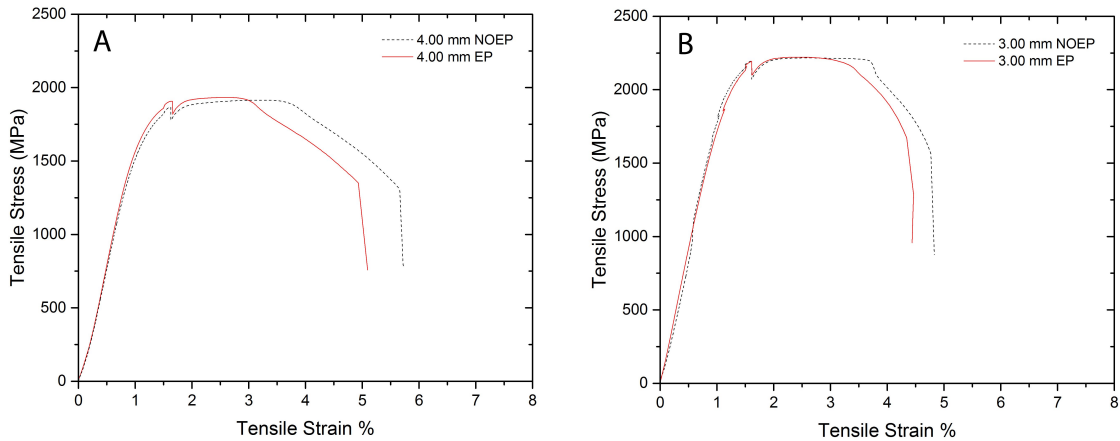 A
4.00 mm NOEP
4.00 mm EP
2500
2000
1500
1000
500
0
Tensile Stress (MPa)
0 1 2 3 4 5 6 7 8
Tensile Strain %
B
3.00 mm NOEP
3.00 mm EP
2500
2000
1500
1000
500
0
Tensile Stress (MPa)
0 1 2 3 4 5 6 7 8
Tensile Strain %